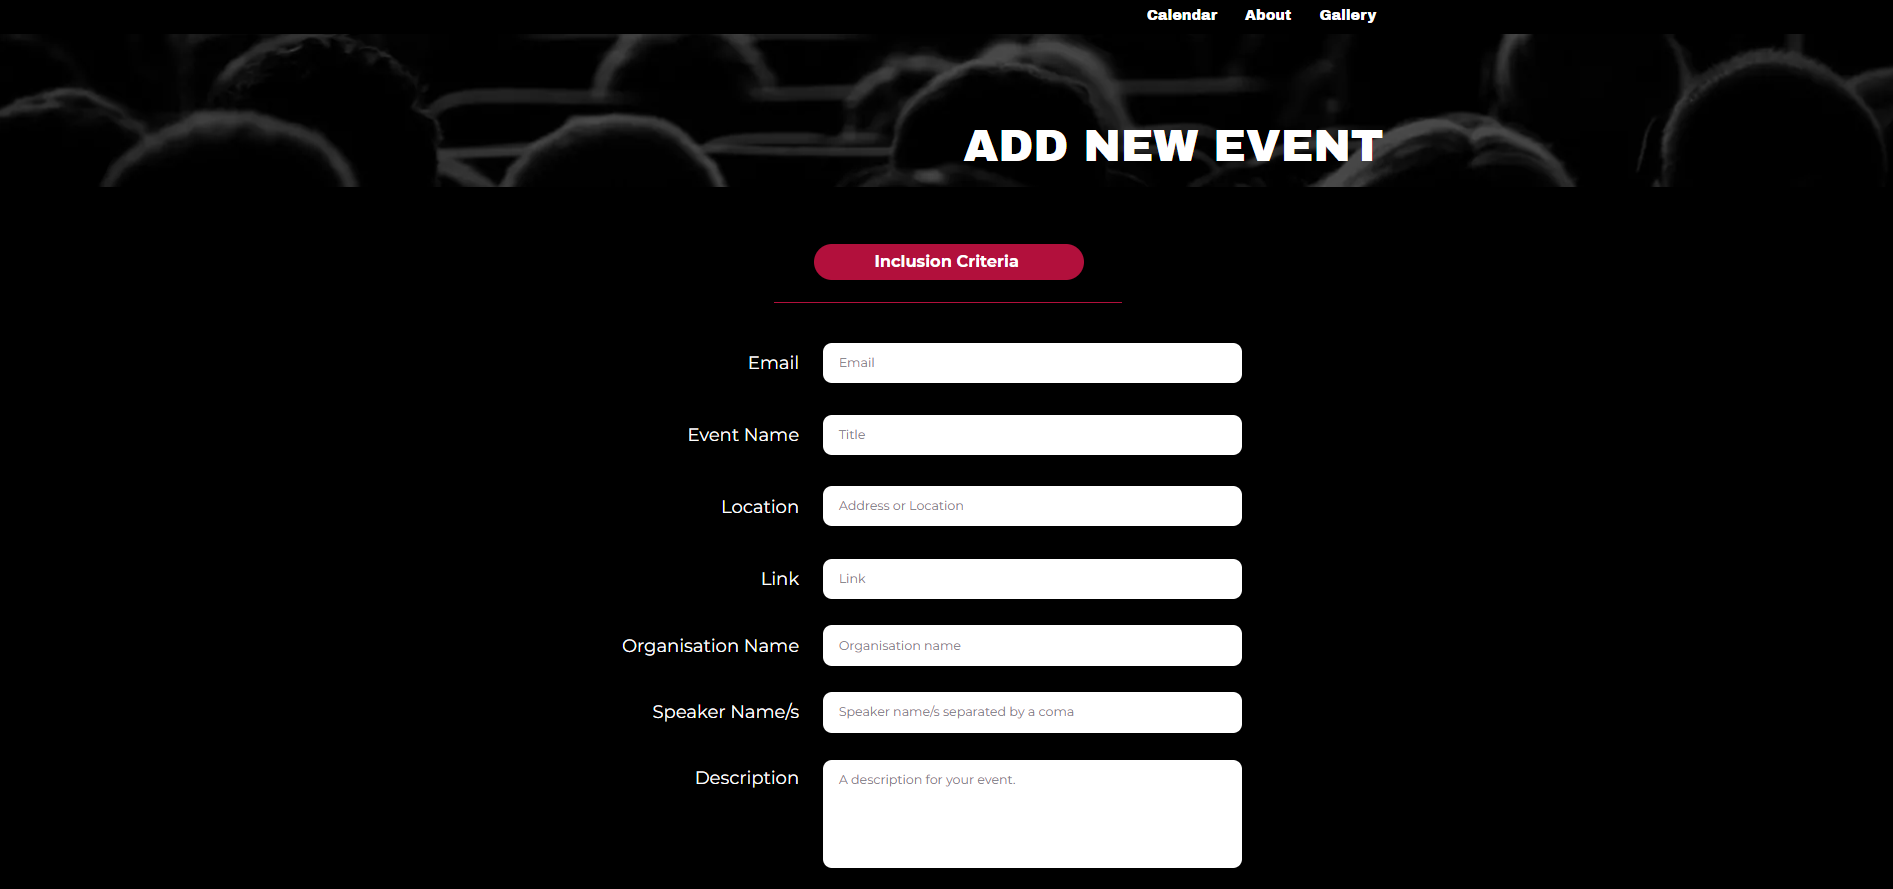 Calendar About Gallery
ADD NEW EVENT
Inclusion Criteria
Email Email
Event Name Title
Location Address or Location
Link Link
Organisation Name Organisation name
Speaker Name/s Speaker name/s separated by a coma
Description A description for your event.